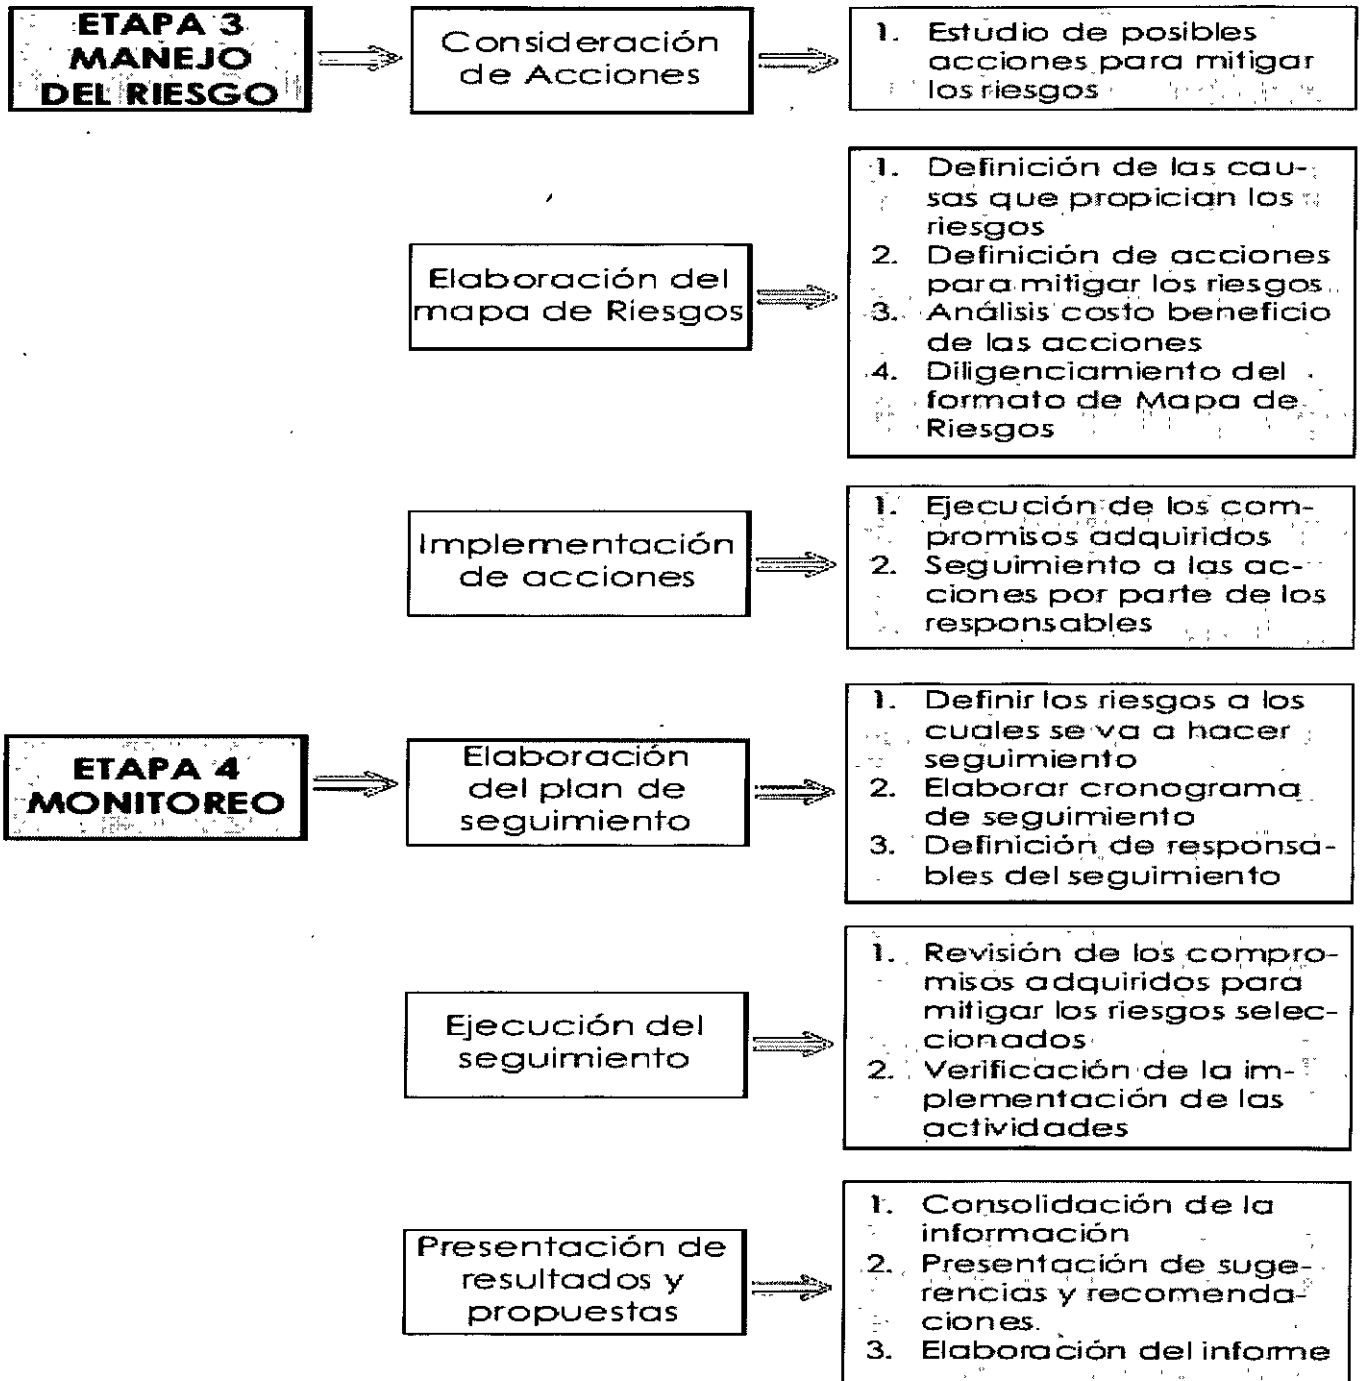 ETAPA 3
MANEJO
DEL RIESGO
Consideración
de Acciones
1. Estudio de posibles
acciones para mitigar
los riesgos
Elaboración del
mapa de Riesgos
1. Definición de las cau-
sas que propician los
riesgos
2. Definición de acciones
para mitigar los riesgos
3. Análisis costo beneficio
de las acciones
4. Diligenciamiento del
formato de Mapa de
Riesgos
Implementación
de acciones
1. Ejecución de los com-
promisos adquiridos
2. Seguimiento a las ac-
ciones por parte de los
responsables
ETAPA 4
MONITOREO
Elaboración
del plan de
seguimiento
1. Definir los riesgos a los
cuales se va a hacer
seguimiento
2. Elaborar cronograma
de seguimiento
3. Definición de responsa-
bles del seguimiento
Ejecución del
seguimiento
1. Revisión de los compro-
misos adquiridos para
mitigar los riesgos selec-
cionados
2. Verificación de la im-
plementación de las
actividades
Presentación de
resultados y
propuestas
1. Consolidación de la
información
2. Presentación de suge-
rencias y recomenda-
ciones.
3. Elaboración del informe